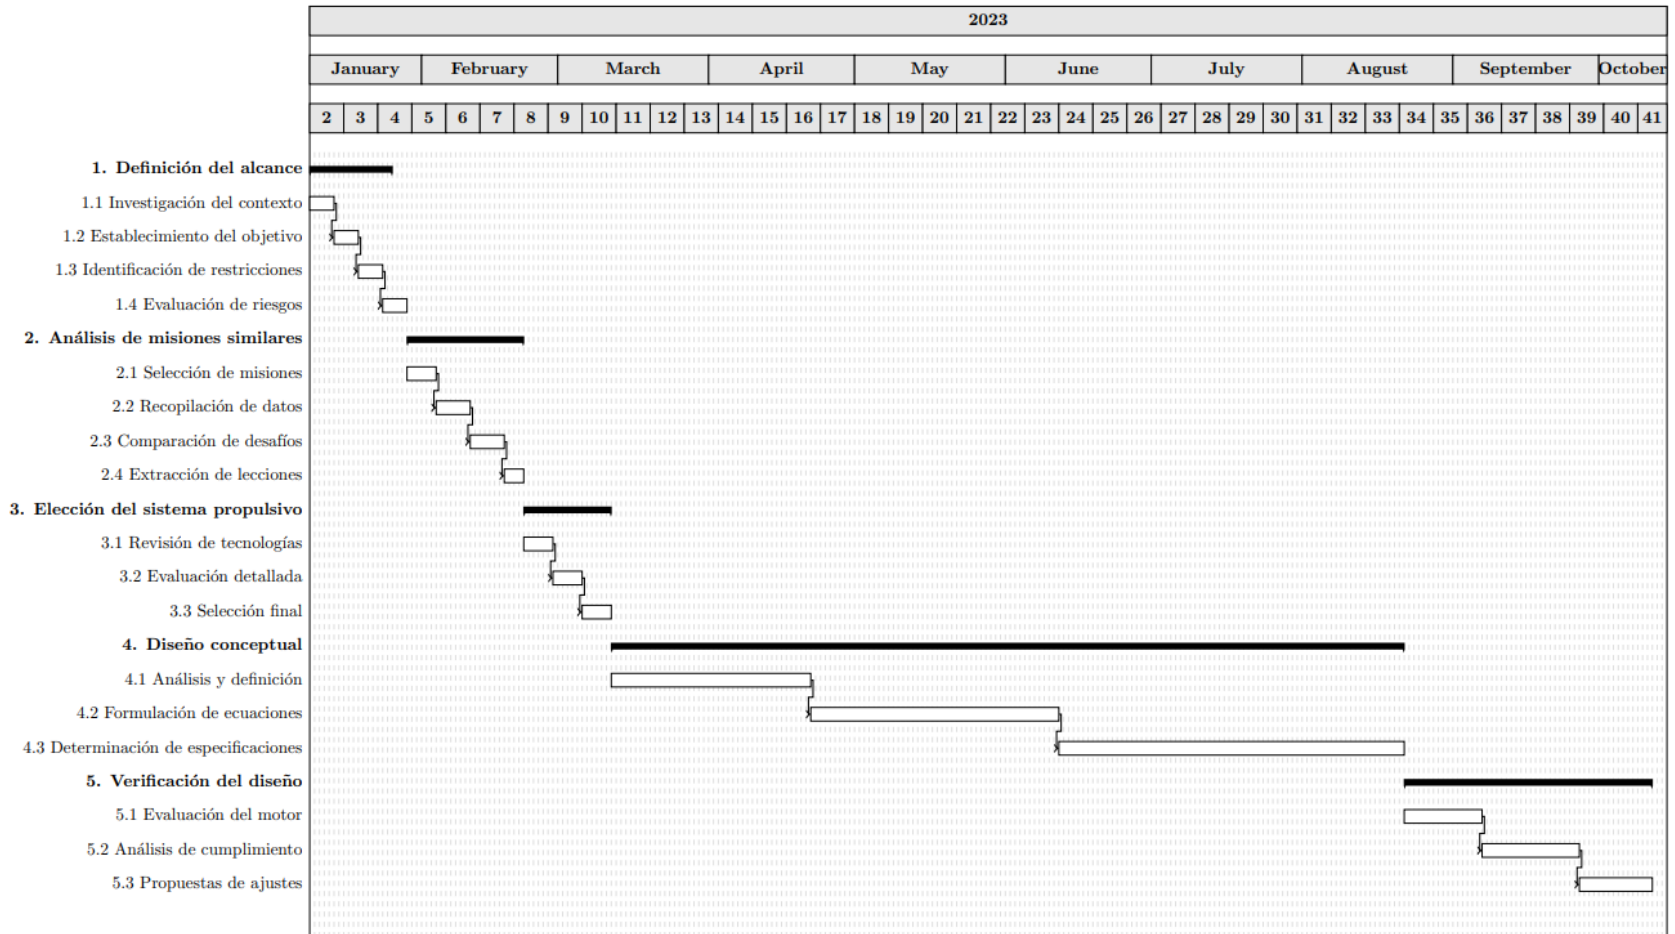 2023
January February March April May June July August September October
2 3 4 5 6 7 8 9 10 11 12 13 14 15 16 17 18 19 20 21 22 23 24 25 26 27 28 29 30 31 32 33 34 35 36 37 38 39 40 41
1. Definición del alcance
1.1 Investigación del contexto
1.2 Establecimiento del objetivo
1.3 Identificación de restricciones
1.4 Evaluación de riesgos
2. Análisis de misiones similares
2.1 Selección de misiones
2.2 Recopilación de datos
2.3 Comparación de desafíos
2.4 Extracción de lecciones
3. Elección del sistema propulsivo
3.1 Revisión de tecnologías
3.2 Evaluación detallada
3.3 Selección final
4. Diseño conceptual
4.1 Análisis y definición
4.2 Formulación de ecuaciones
4.3 Determinación de especificaciones
5. Verificación del diseño
5.1 Evaluación del motor
5.2 Análisis de cumplimiento
5.3 Propuestas de ajustes